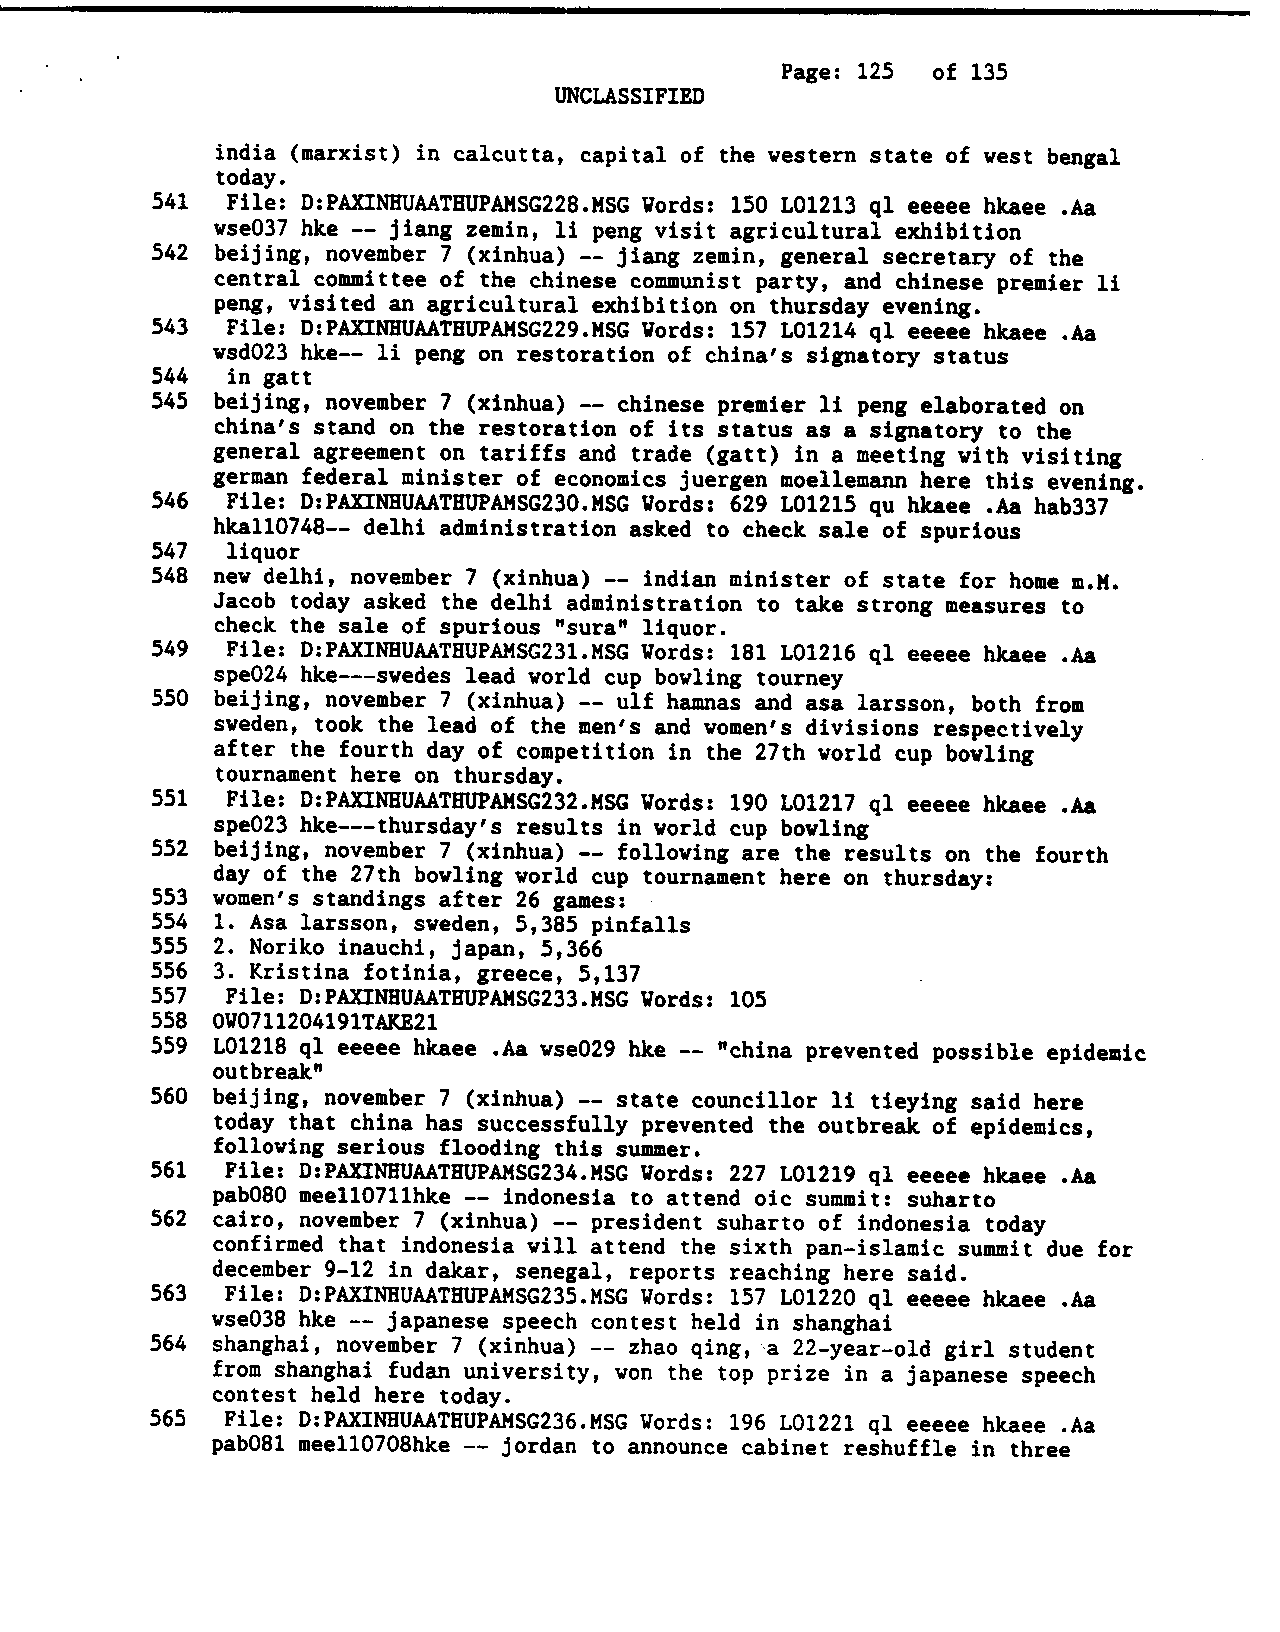 Page: 125 of 135
UNCLASSIFIED
india (marxist) in calcutta, capital of the western state of west bengal
today.
541 File: D:PAXINHUAATHUPAMSG228.MSG Words: 150 LO1213 ql eeeee hkaee .Aa
wse037 hke -- jiang zemin, li peng visit agricultural exhibition
542 beijing, november 7 (xinhua) -- jiang zemin, general secretary of the
central committee of the chinese communist party, and chinese premier li
peng, visited an agricultural exhibition on thursday evening.
543 File: D:PAXINHUAATHUPAMSG229.MSG Words: 157 LO1214 ql eeeee hkaee .Aa
wsd023 hke-- li peng on restoration of china's signatory status
544 in gatt
545 beijing, november 7 (xinhua) -- chinese premier li peng elaborated on
china's stand on the restoration of its status as a signatory to the
general agreement on tariffs and trade (gatt) in a meeting with visiting
german federal minister of economics juergen moellemann here this evening.
546 File: D:PAXINHUAATHUPAMSG230.MSG Words: 629 LO1215 qu hkaee .Aa hab337
hka110748-- delhi administration asked to check sale of spurious
547 liquor
548 new delhi, november 7 (xinhua) -- indian minister of state for home m.M.
Jacob today asked the delhi administration to take strong measures to
check the sale of spurious "sura" liquor.
549 File: D:PAXINHUAATHUPAMSG231.MSG Words: 181 LO1216 ql eeeee hkaee .Aa
spe024 hke---swedes lead world cup bowling tourney
550 beijing, november 7 (xinhua) -- ulf hamnas and asa larsson, both from
sweden, took the lead of the men's and women's divisions respectively
after the fourth day of competition in the 27th world cup bowling
tournament here on thursday.
551 File: D:PAXINHUAATHUPAMSG232.MSG Words: 190 LO1217 ql eeeee hkaee .Aa
spe023 hke---thursday's results in world cup bowling
552 beijing, november 7 (xinhua) -- following are the results on the fourth
day of the 27th bowling world cup tournament here on thursday:
553 women's standings after 26 games:
554 1. Asa larsson, sweden, 5,385 pinfalls
555 2. Noriko inauchi, japan, 5,366
556 3. Kristina fotinia, greece, 5,137
557 File: D:PAXINHUAATHUPAMSG233.MSG Words: 105
558 OW0711204191TAKE21
559 LO1218 ql eeeee hkaee .Aa wse029 hke -- "china prevented possible epidemic
outbreak"
560 beijing, november 7 (xinhua) -- state councillor li tieying said here
today that china has successfully prevented the outbreak of epidemics,
following serious flooding this summer.
561 File: D:PAXINHUAATHUPAMSG234.MSG Words: 227 LO1219 ql eeeee hkaee .Aa
pab080 mee110711hke -- indonesia to attend oic summit: suharto
562 cairo, november 7 (xinhua) -- president suharto of indonesia today
confirmed that indonesia will attend the sixth pan-islamic summit due for
december 9-12 in dakar, senegal, reports reaching here said.
563 File: D:PAXINHUAATHUPAMSG235.MSG Words: 157 LO1220 ql eeeee hkaee .Aa
wse038 hke -- japanese speech contest held in shanghai
564 shanghai, november 7 (xinhua) -- zhao qing, a 22-year-old girl student
from shanghai fudan university, won the top prize in a japanese speech
contest held here today.
565 File: D:PAXINHUAATHUPAMSG236.MSG Words: 196 LO1221 ql eeeee hkaee .Aa
pab081 mee110708hke -- jordan to announce cabinet reshuffle in three